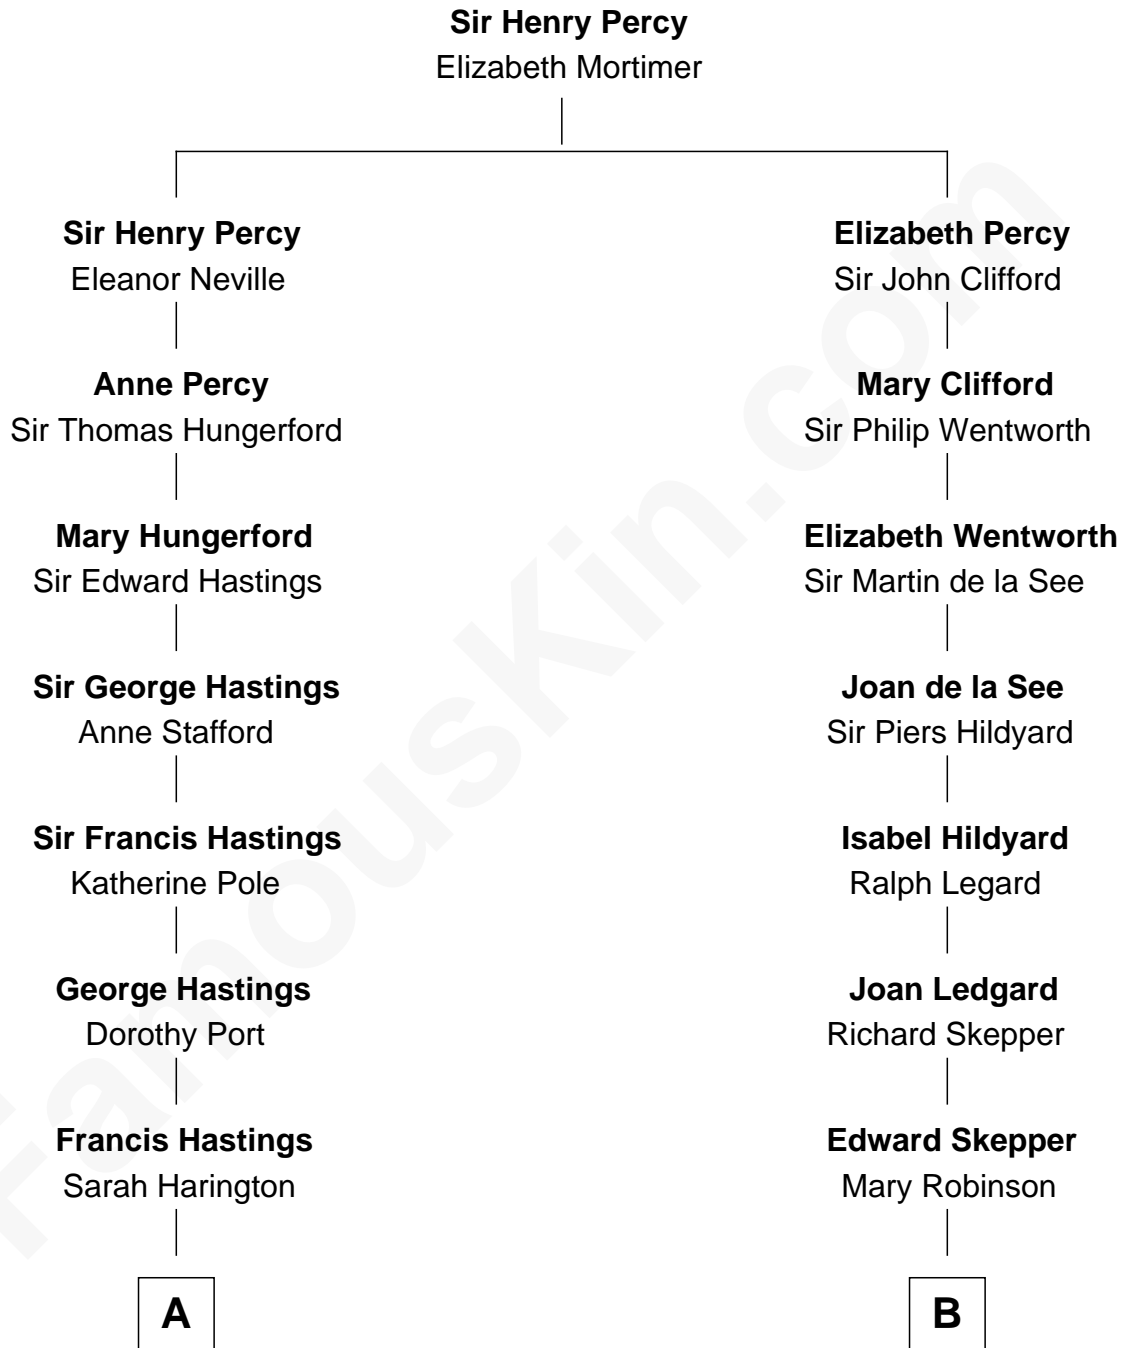 Sir Henry Percy
Elizabeth Mortimer
Sir Henry Percy
Eleanor Neville
Anne Percy
Sir Thomas Hungerford
Mary Hungerford
Sir Edward Hastings
Sir George Hastings
Anne Stafford
Sir Francis Hastings
Katherine Pole
George Hastings
Dorothy Port
Francis Hastings
Sarah Harington
A
Elizabeth Percy
Sir John Clifford
Mary Clifford
Sir Philip Wentworth
Elizabeth Wentworth
Sir Martin de la See
Joan de la See
Sir Piers Hildyard
Isabel Hildyard
Ralph Legard
Joan Ledgard
Richard Skepper
Edward Skepper
Mary Robinson
B
FamousKin.com